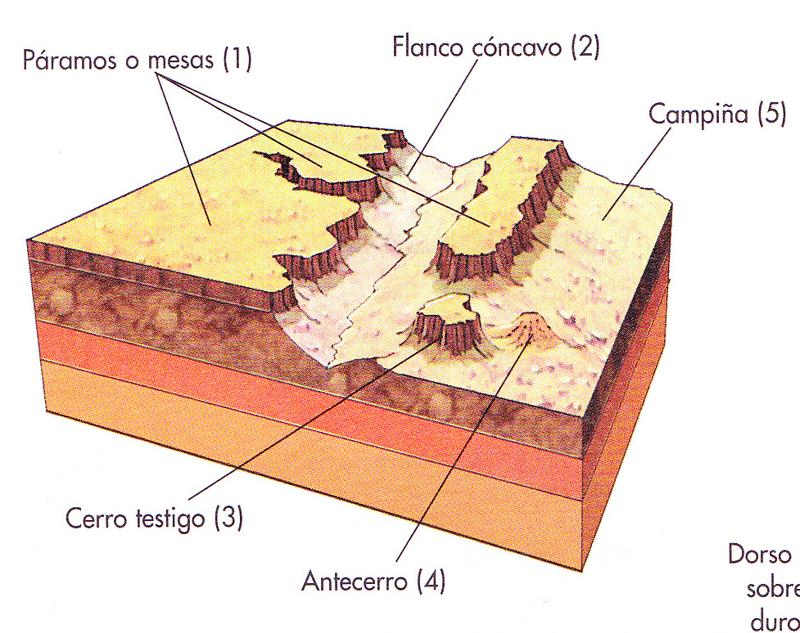 Páramos o mesas (1)
Flanco cóncavo (2)
Campiña (5)
Cerro testigo (3)
Antecerro (4)
Dorso
sobre
duro